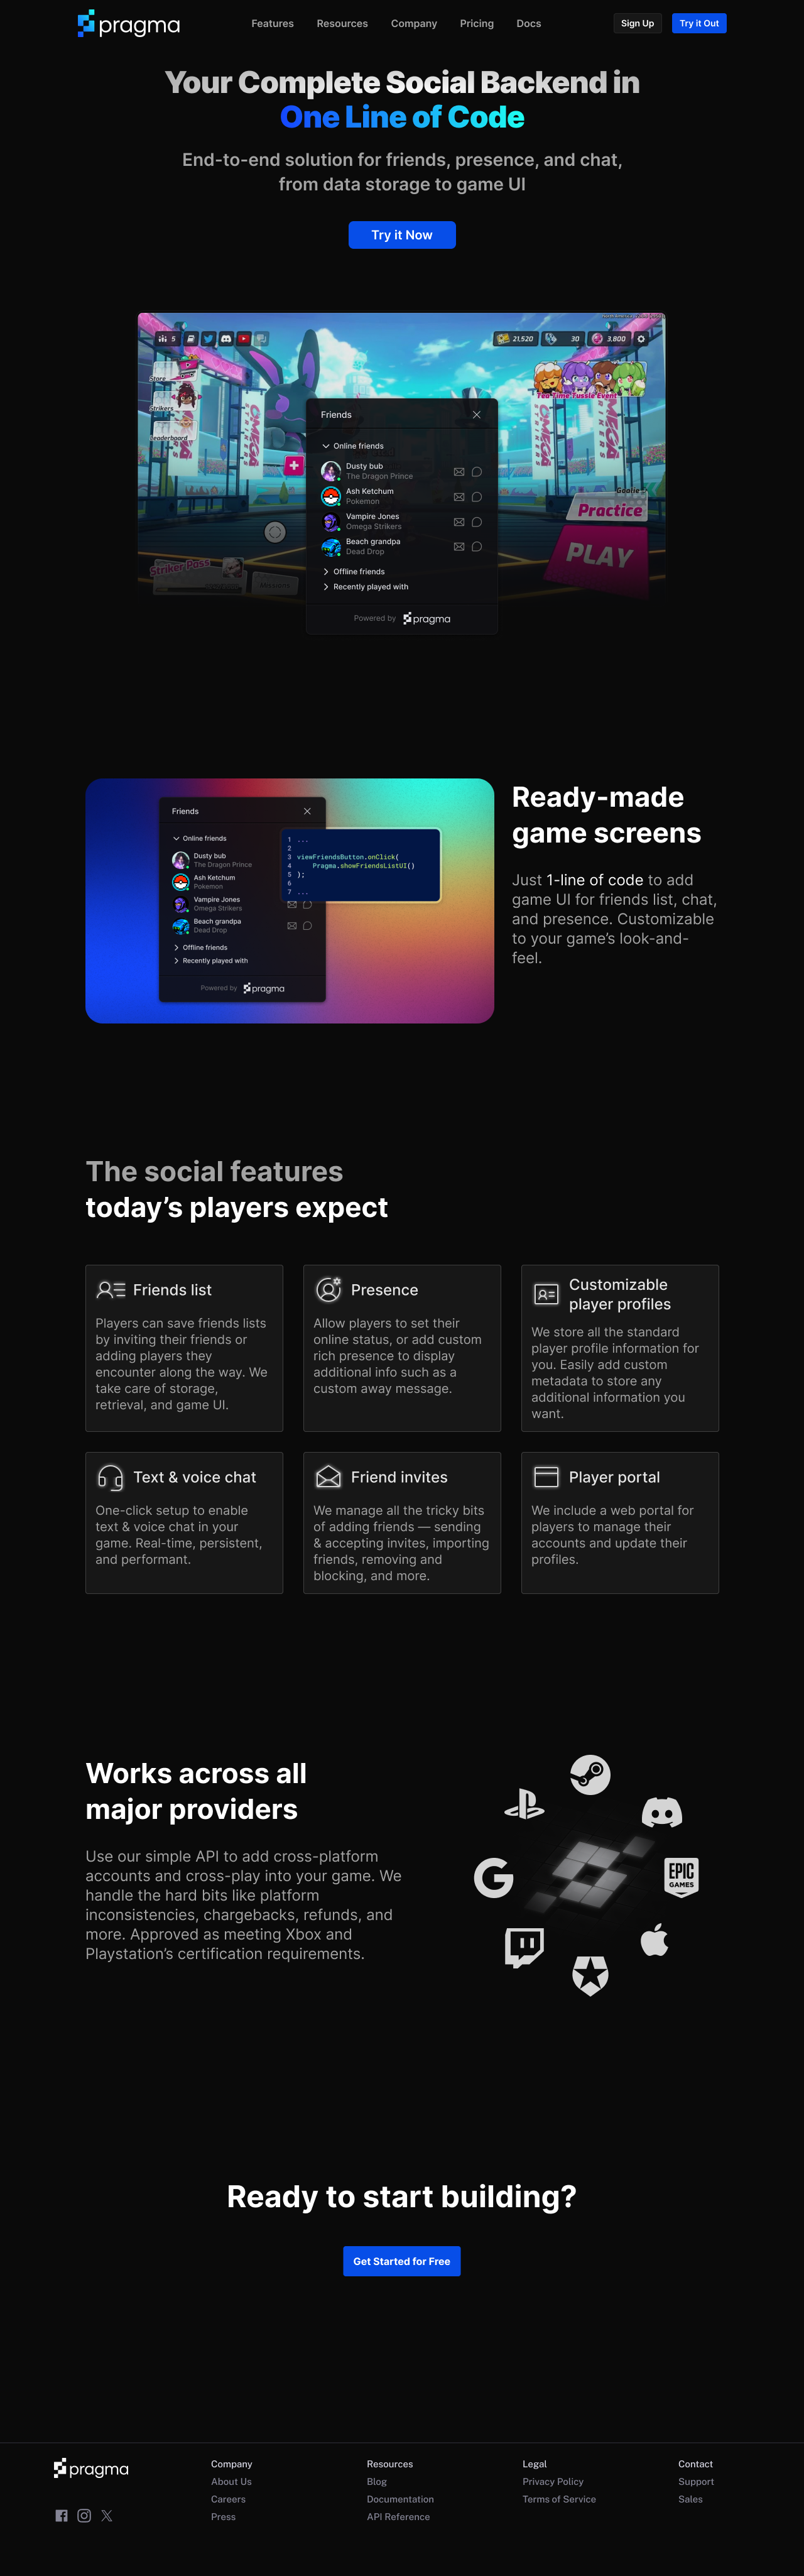 pragma
Features
Resources
Company
Pricing
Docs
Sign Up
Try it Out
Your Complete Social Backend in
One Line of Code
End-to-end solution for friends, presence, and chat,
from data storage to game UI
Try it Now
5
21,520
30
3,800
Store
Strikers
Leaderboard
OMEGA
Tea Time Tussle Event
OMEGA
Goalie
Practice
PLAY
Striker Pass
Friends
Online friends
Dusty bub
The Dragon Prince
Ash Ketchum
Pokemon
Vampire Jones
Omega Strikers
Beach grandpa
Dead Drop
Offline friends
Recently played with
Powered by pragma
Friends
Online friends
Dusty bub
The Dragon Prince
Ash Ketchum
Pokemon
Vampire Jones
Omega Strikers
Beach grandpa
Dead Drop
Offline friends
Recently played with
Powered by pragma
1 ...
2
3 viewFriendsButton.onClick(
4 Pragma.showFriendsListUI()
5 );
6
7 ...
Ready-made
game screens
Just 1-line of code to add
game UI for friends list, chat,
and presence. Customizable
to your game’s look-and-
feel.
The social features
today’s players expect
Friends list
Players can save friends lists
by inviting their friends or
adding players they
encounter along the way. We
take care of storage,
retrieval, and game UI.
Presence
Allow players to set their
online status, or add custom
rich presence to display
additional info such as a
custom away message.
Customizable
player profiles
We store all the standard
player profile information for
you. Easily add custom
metadata to store any
additional information you
want.
Text & voice chat
One-click setup to enable
text & voice chat in your
game. Real-time, persistent,
and performant.
Friend invites
We manage all the tricky bits
of adding friends — sending
& accepting invites, importing
friends, removing and
blocking, and more.
Player portal
We include a web portal for
players to manage their
accounts and update their
profiles.
Works across all
major providers
Use our simple API to add cross-platform
accounts and cross-play into your game. We
handle the hard bits like platform
inconsistencies, chargebacks, refunds, and
more. Approved as meeting Xbox and
Playstation’s certification requirements.
EPIC
GAMES
Ready to start building?
Get Started for Free
pragma
Company
About Us
Careers
Press
Resources
Blog
Documentation
API Reference
Legal
Privacy Policy
Terms of Service
Contact
Support
Sales